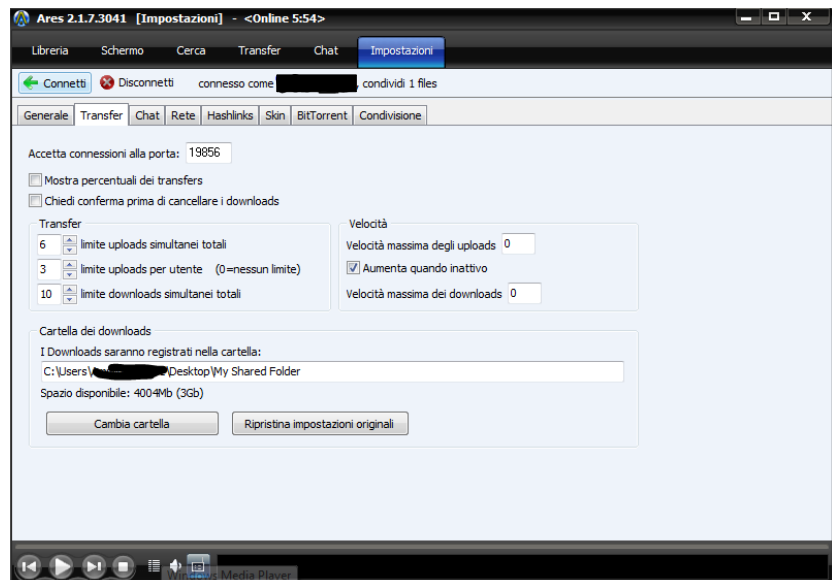 Ares 2.1.7.3041 [Impostazioni] - <Online 5:54>
Libreria Schermo Cerca Transfer Chat Impostazioni
Connetti Disconnetti connesso come , condividi 1 files
Generale Transfer Chat Rete Hashlinks Skin BitTorrent Condivisione
Accetta connessioni alla porta: 19856
Mostra percentuali dei transfers
Chiedi conferma prima di cancellare i downloads
Transfer
6 limite uploads simultanei totali
3 limite uploads per utente (0=nessun limite)
10 limite downloads simultanei totali
Velocità
Velocità massima degli uploads 0
Aumenta quando inattivo
Velocità massima dei downloads 0
Cartella dei downloads
I Downloads saranno registrati nella cartella:
C:\Users\ \Desktop\My Shared Folder
Spazio disponibile: 4004Mb (3Gb)
Cambia cartella Ripristina impostazioni originali
Windows Media Player